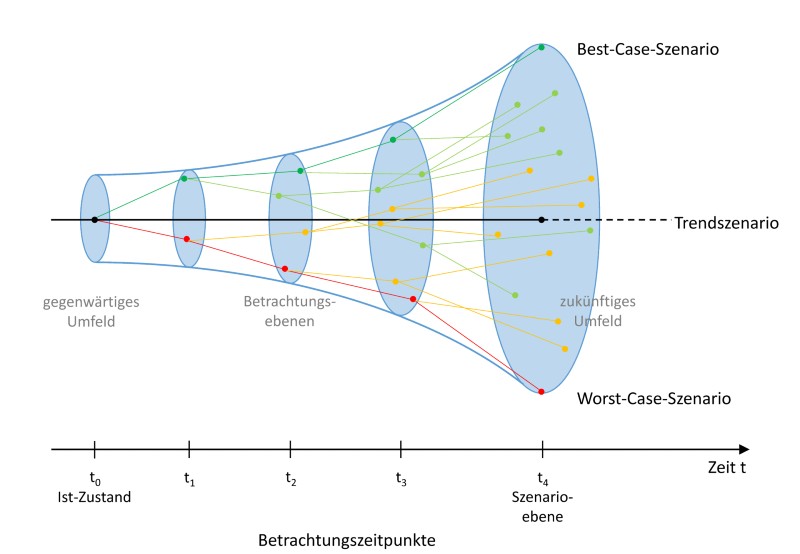 Best-Case-Szenario
Trendszenario
gegenwärtiges
Umfeld
Betrachtungs-
ebenen
zukünftiges
Umfeld
Worst-Case-Szenario
Zeit t
t₀
Ist-Zustand
t₁
t₂
t₃
t₄
Szenario-
ebene
Betrachtungszeitpunkte